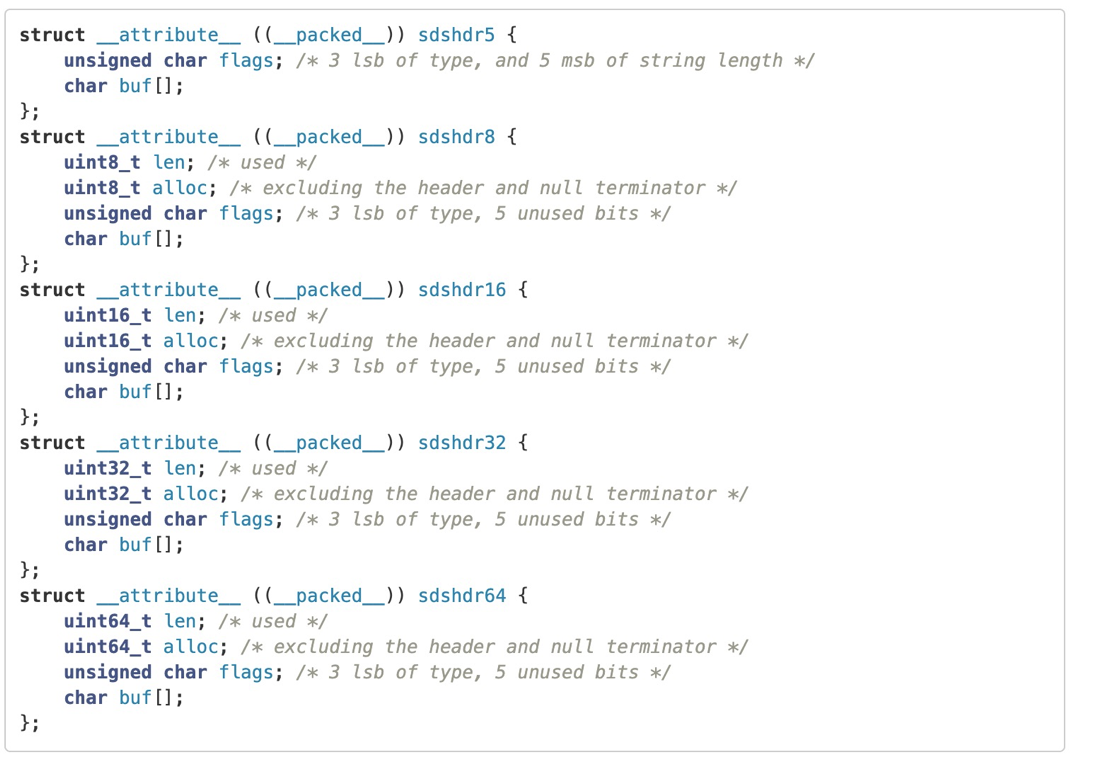 struct __attribute__ ((__packed__)) sdshdr5 {
    unsigned char flags; /* 3 lsb of type, and 5 msb of string length */
    char buf[];
};
struct __attribute__ ((__packed__)) sdshdr8 {
    uint8_t len; /* used */
    uint8_t alloc; /* excluding the header and null terminator */
    unsigned char flags; /* 3 lsb of type, 5 unused bits */
    char buf[];
};
struct __attribute__ ((__packed__)) sdshdr16 {
    uint16_t len; /* used */
    uint16_t alloc; /* excluding the header and null terminator */
    unsigned char flags; /* 3 lsb of type, 5 unused bits */
    char buf[];
};
struct __attribute__ ((__packed__)) sdshdr32 {
    uint32_t len; /* used */
    uint32_t alloc; /* excluding the header and null terminator */
    unsigned char flags; /* 3 lsb of type, 5 unused bits */
    char buf[];
};
struct __attribute__ ((__packed__)) sdshdr64 {
    uint64_t len; /* used */
    uint64_t alloc; /* excluding the header and null terminator */
    unsigned char flags; /* 3 lsb of type, 5 unused bits */
    char buf[];
};